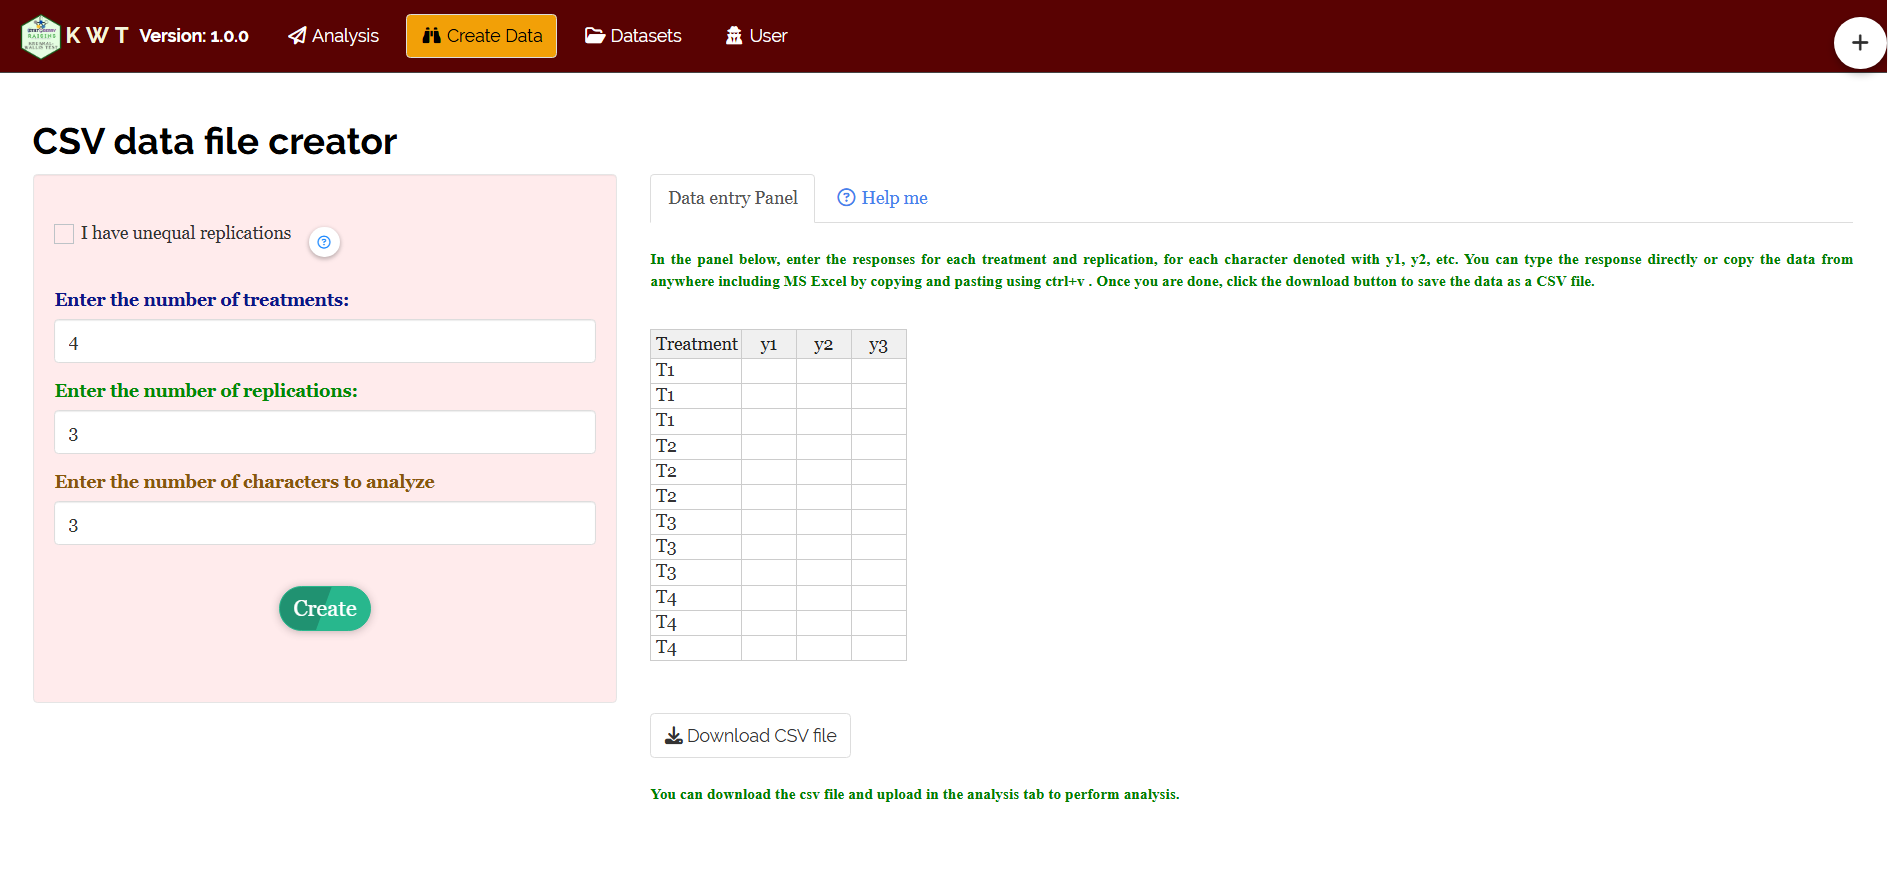 K W T Version: 1.0.0 Analysis Create Data Datasets User
+
CSV data file creator
I have unequal replications
Enter the number of treatments:
4
Enter the number of replications:
3
Enter the number of characters to analyze
3
Create
Data entry Panel Help me
In the panel below, enter the responses for each treatment and replication, for each character denoted with y1, y2, etc. You can type the response directly or copy the data from
anywhere including MS Excel by copying and pasting using ctrl+v . Once you are done, click the download button to save the data as a CSV file.
Treatment y1 y2 y3
T1
T1
T1
T2
T2
T2
T3
T3
T3
T4
T4
T4
Download CSV file
You can download the csv file and upload in the analysis tab to perform analysis.